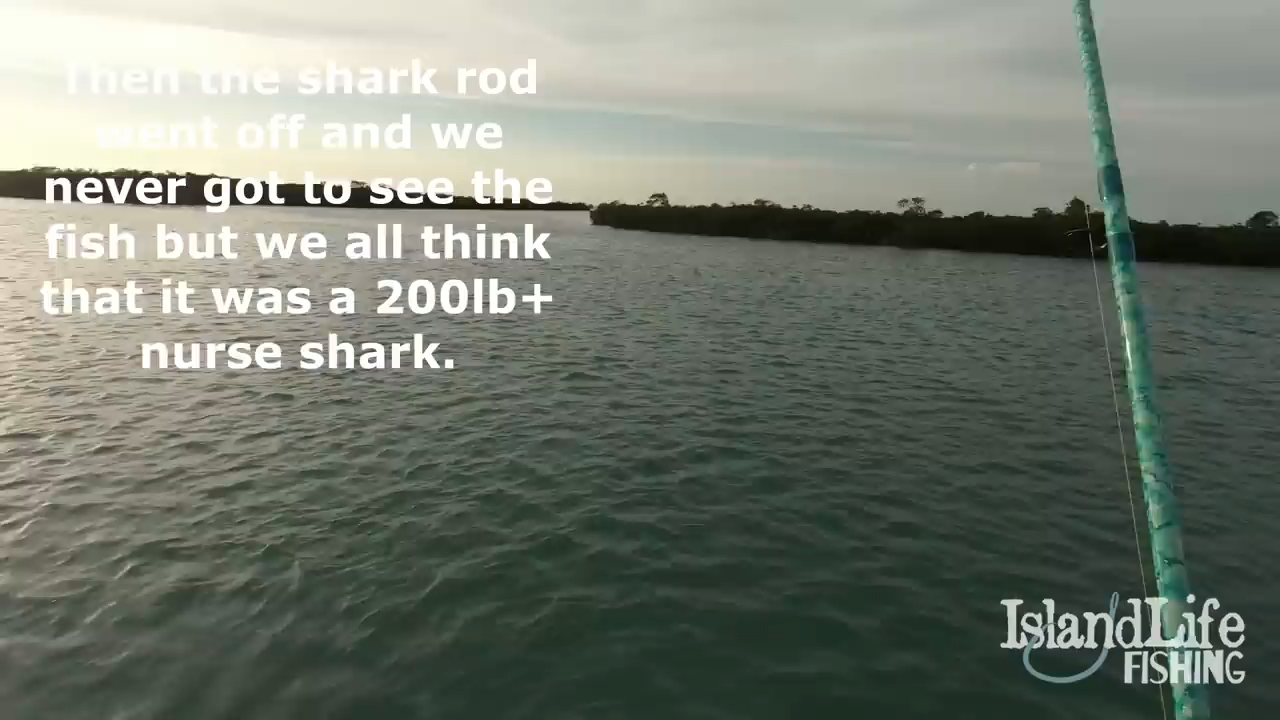 Then the shark rod
went off and we
never got to see the
fish but we all think
that it was a 200lb+
nurse shark.
IslandLife
FISHING